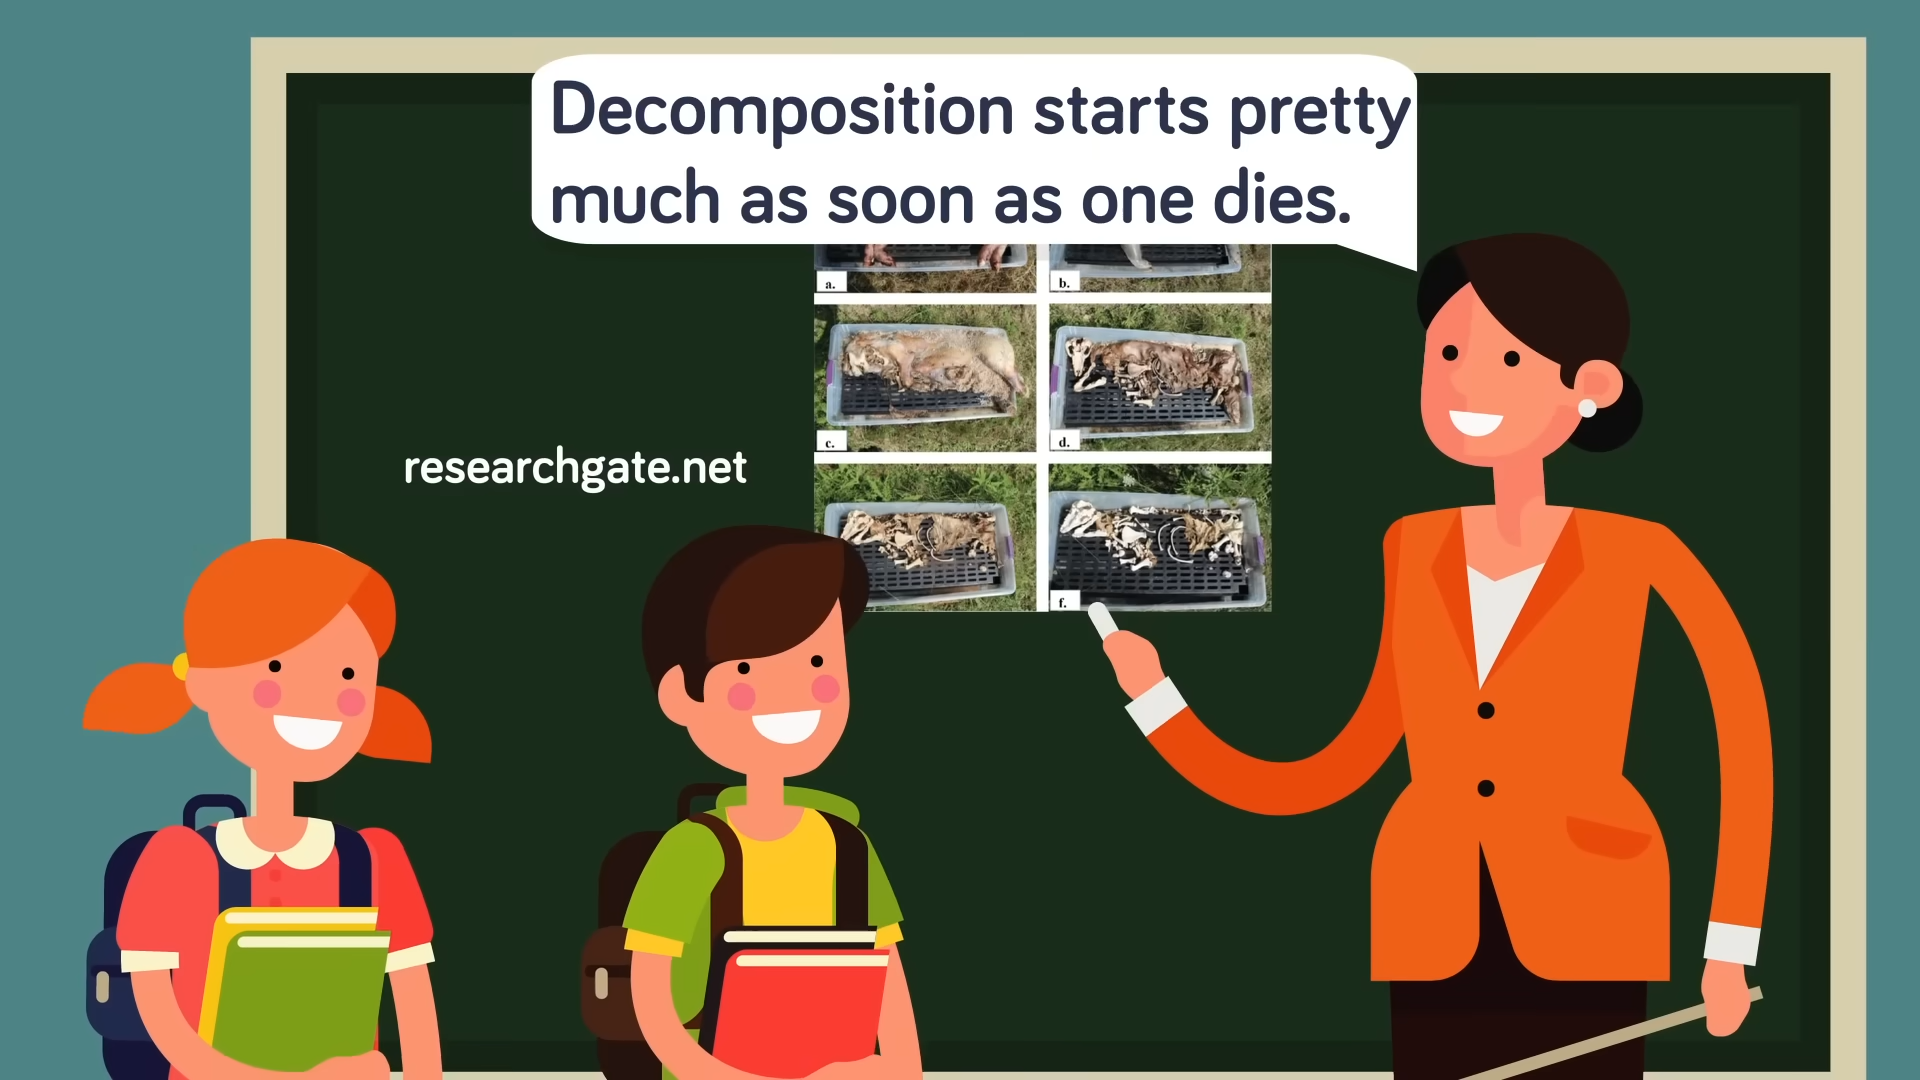 Decomposition starts pretty
much as soon as one dies.
a.
b.
c.
d.
researchgate.net
f.